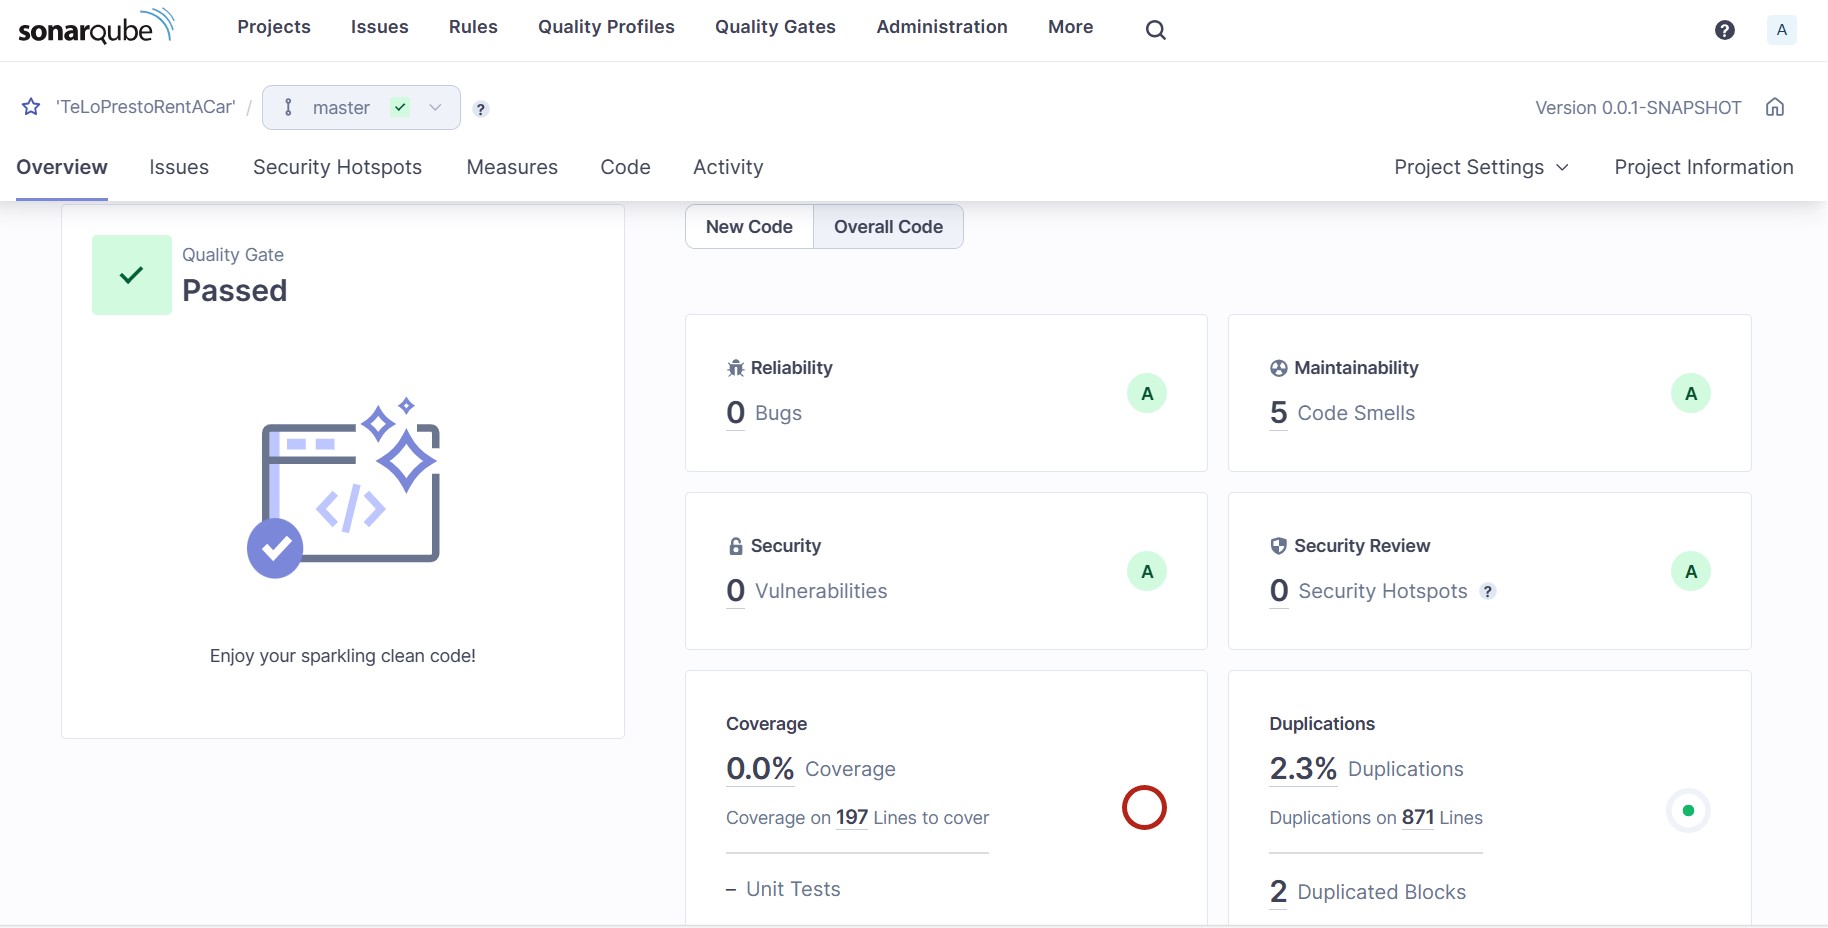 sonarqube Projects Issues Rules Quality Profiles Quality Gates Administration More ? A
'TeLoPrestoRentACar' / master ? Version 0.0.1-SNAPSHOT
Overview Issues Security Hotspots Measures Code Activity Project Settings Project Information
New Code Overall Code
Quality Gate
Passed
Enjoy your sparkling clean code!
Reliability
0 Bugs
A
Maintainability
5 Code Smells
A
Security
0 Vulnerabilities
A
Security Review
0 Security Hotspots ?
A
Coverage
0.0% Coverage
Coverage on 197 Lines to cover
– Unit Tests
Duplications
2.3% Duplications
Duplications on 871 Lines
2 Duplicated Blocks